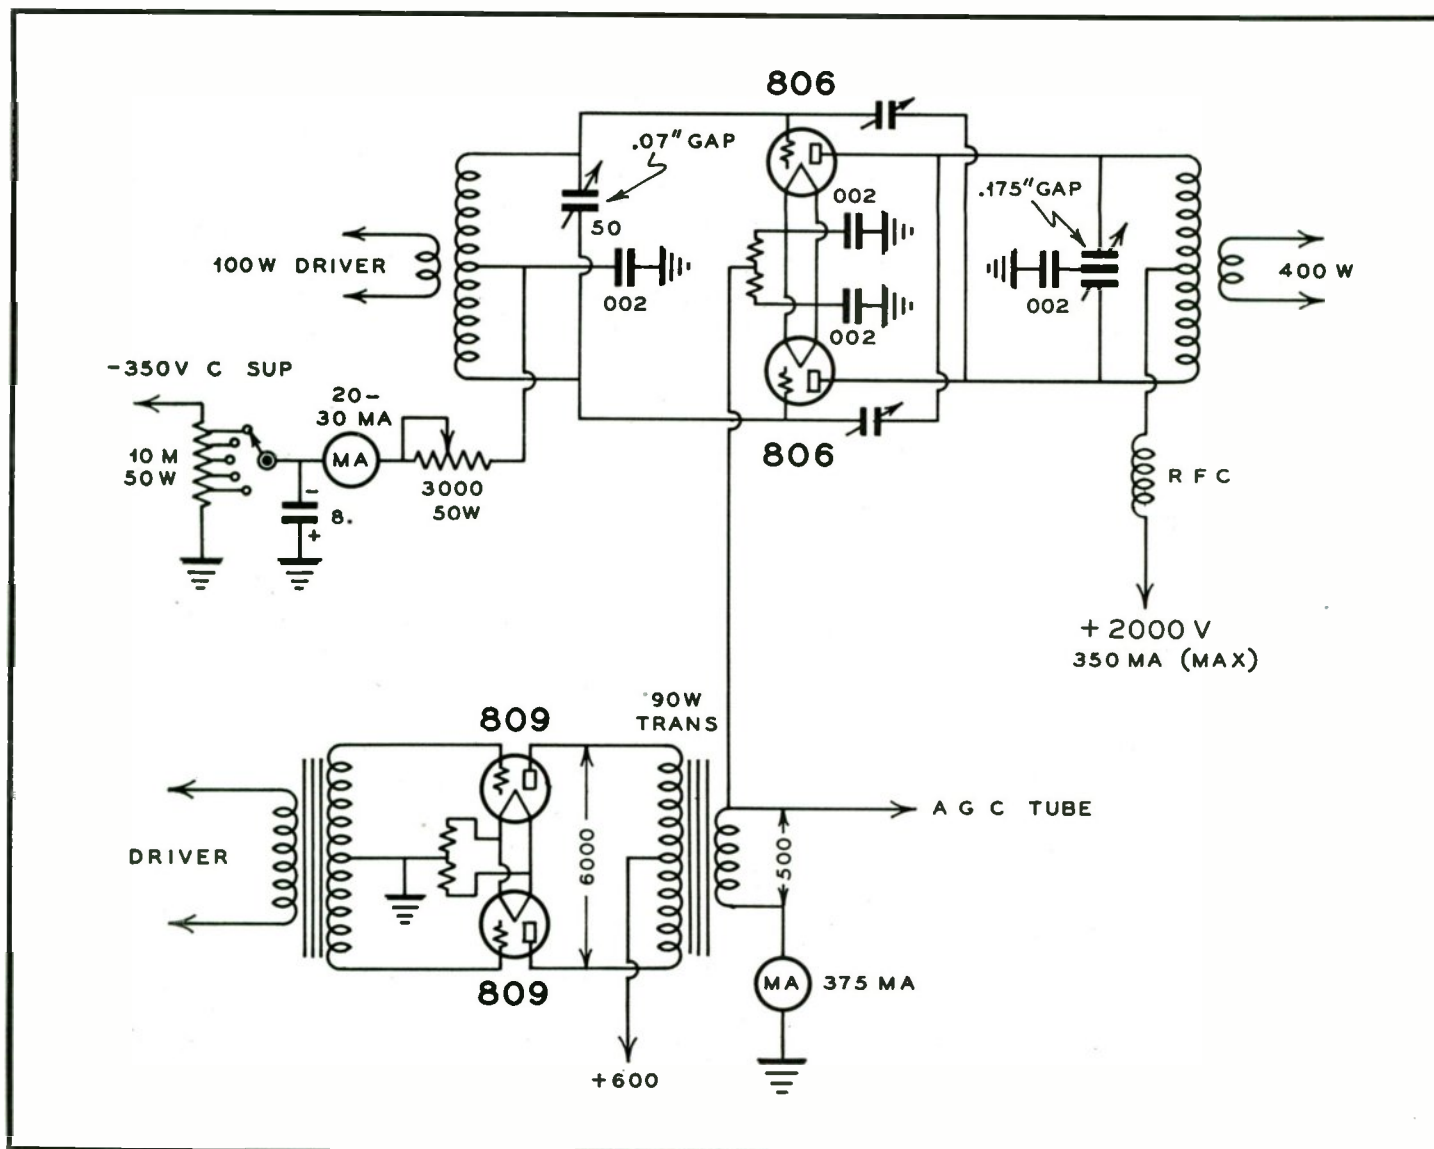 806
.07" GAP
002
.175" GAP
50
100W DRIVER
400 W
002
002
002
-350V C SUP
20-
30 MA
806
10 M
50W
MA
RFC
3000
50W
-
8.
+
+2000 V
350 MA (MAX)
90W
TRANS
809
AGC TUBE
6000
500
DRIVER
MA
375 MA
809
+600